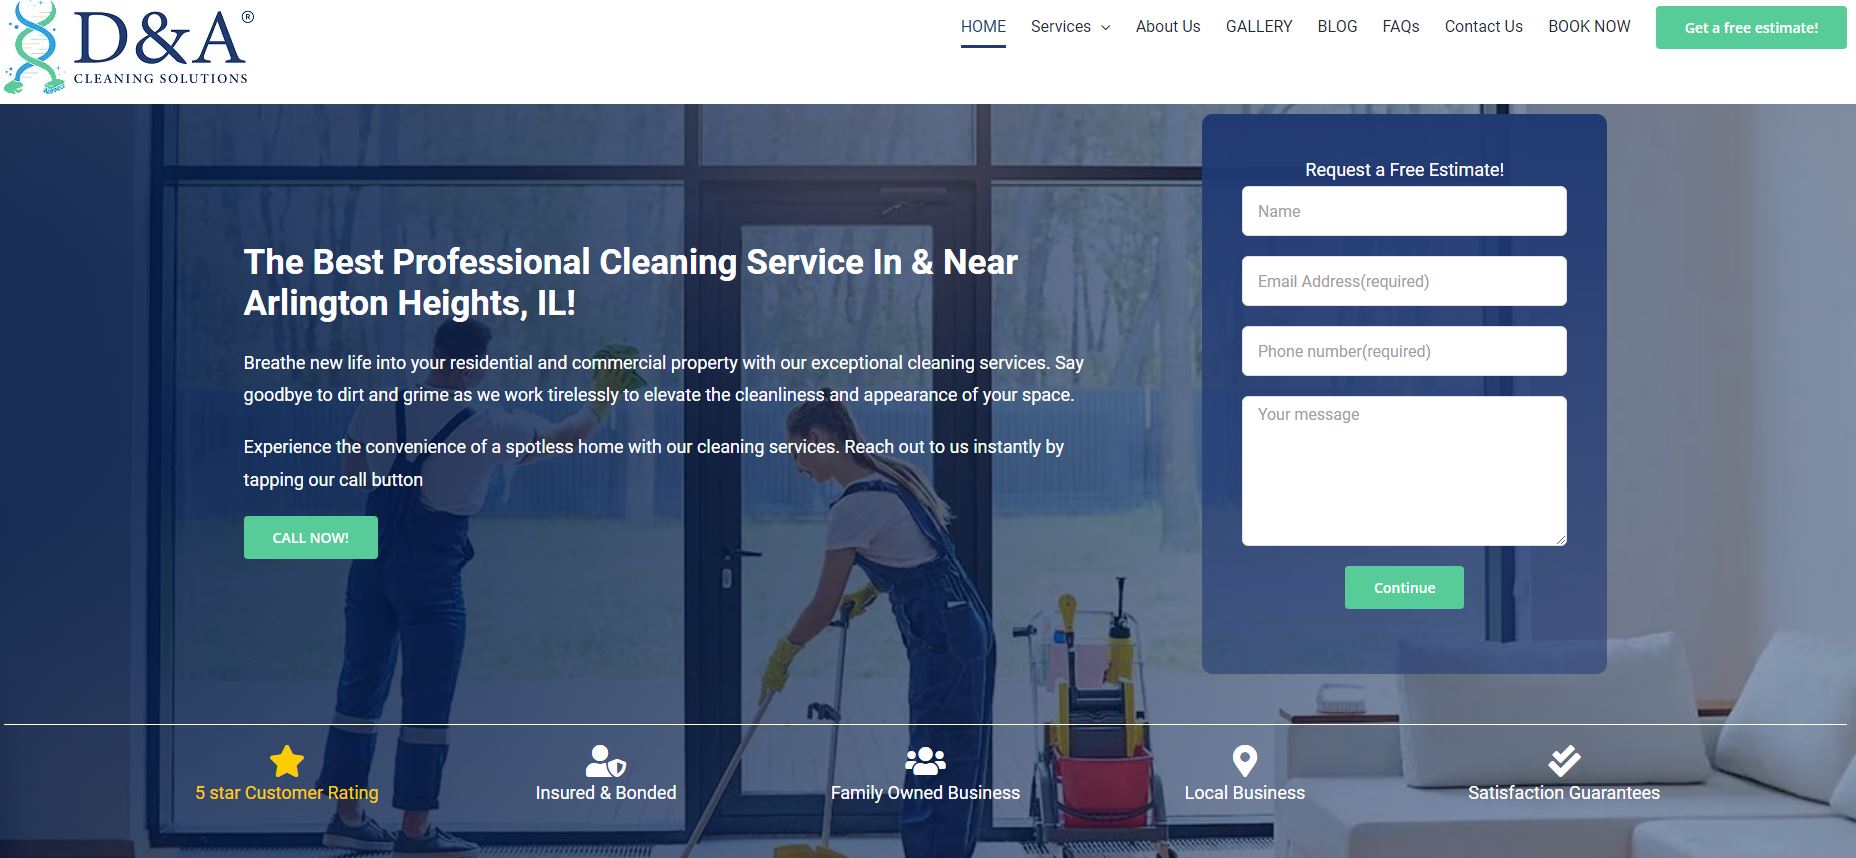 D&A®
CLEANING SOLUTIONS
HOME
Services
About Us
GALLERY
BLOG
FAQs
Contact Us
BOOK NOW
Get a free estimate!
The Best Professional Cleaning Service In & Near
Arlington Heights, IL!
Breathe new life into your residential and commercial property with our exceptional cleaning services. Say
goodbye to dirt and grime as we work tirelessly to elevate the cleanliness and appearance of your space.
Experience the convenience of a spotless home with our cleaning services. Reach out to us instantly by
tapping our call button
CALL NOW!
Request a Free Estimate!
Name
Email Address(required)
Phone number(required)
Your message
Continue
5 star Customer Rating
Insured & Bonded
Family Owned Business
Local Business
Satisfaction Guarantees